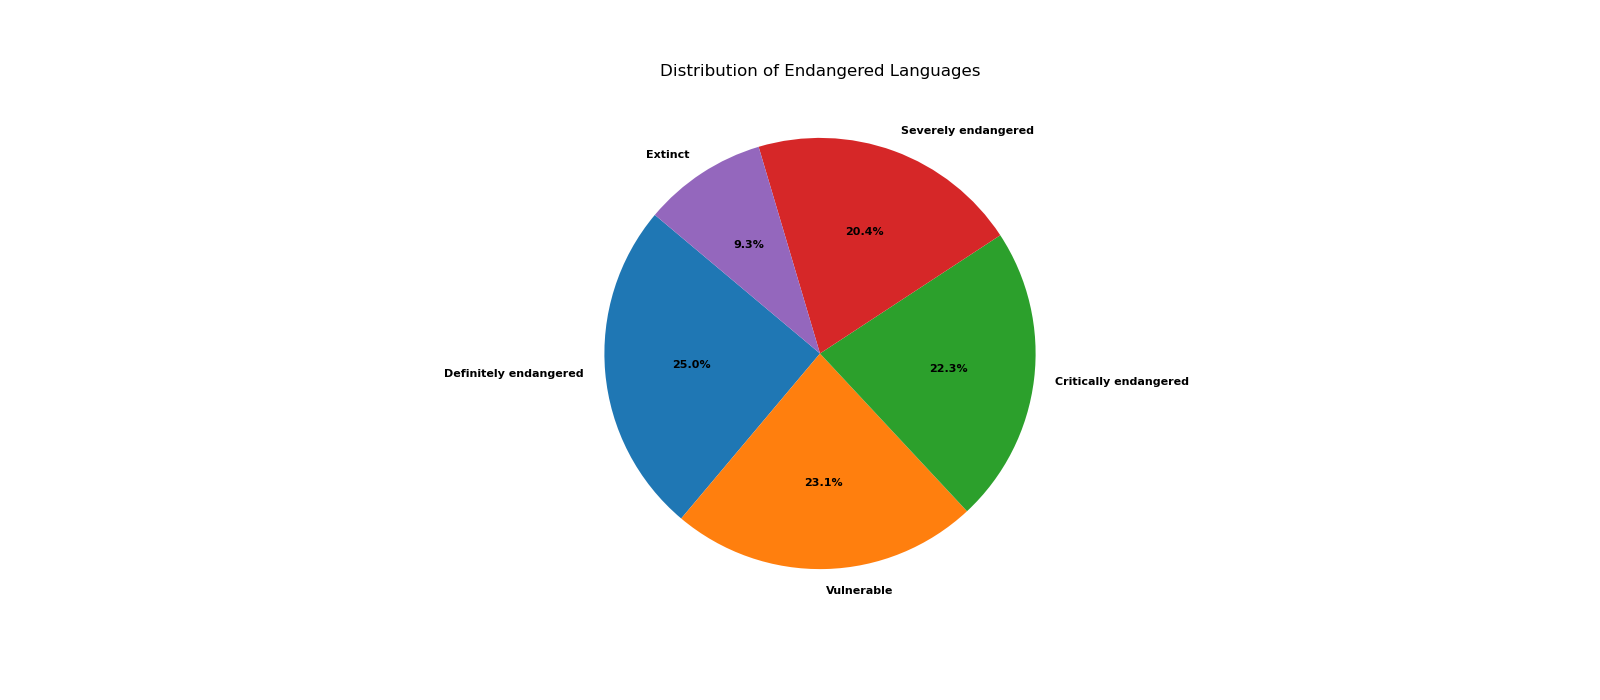 Distribution of Endangered Languages
Severely endangered
Extinct
20.4%
9.3%
25.0%
22.3%
Definitely endangered
Critically endangered
23.1%
Vulnerable